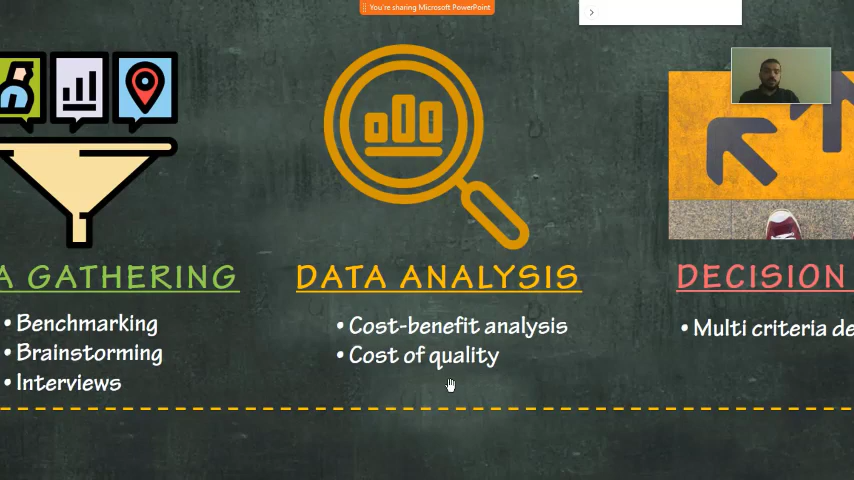 You're sharing Microsoft PowerPoint
A GATHERING
• Benchmarking
• Brainstorming
• Interviews
DATA ANALYSIS
• Cost-benefit analysis
• Cost of quality
DECISION
• Multi criteria de